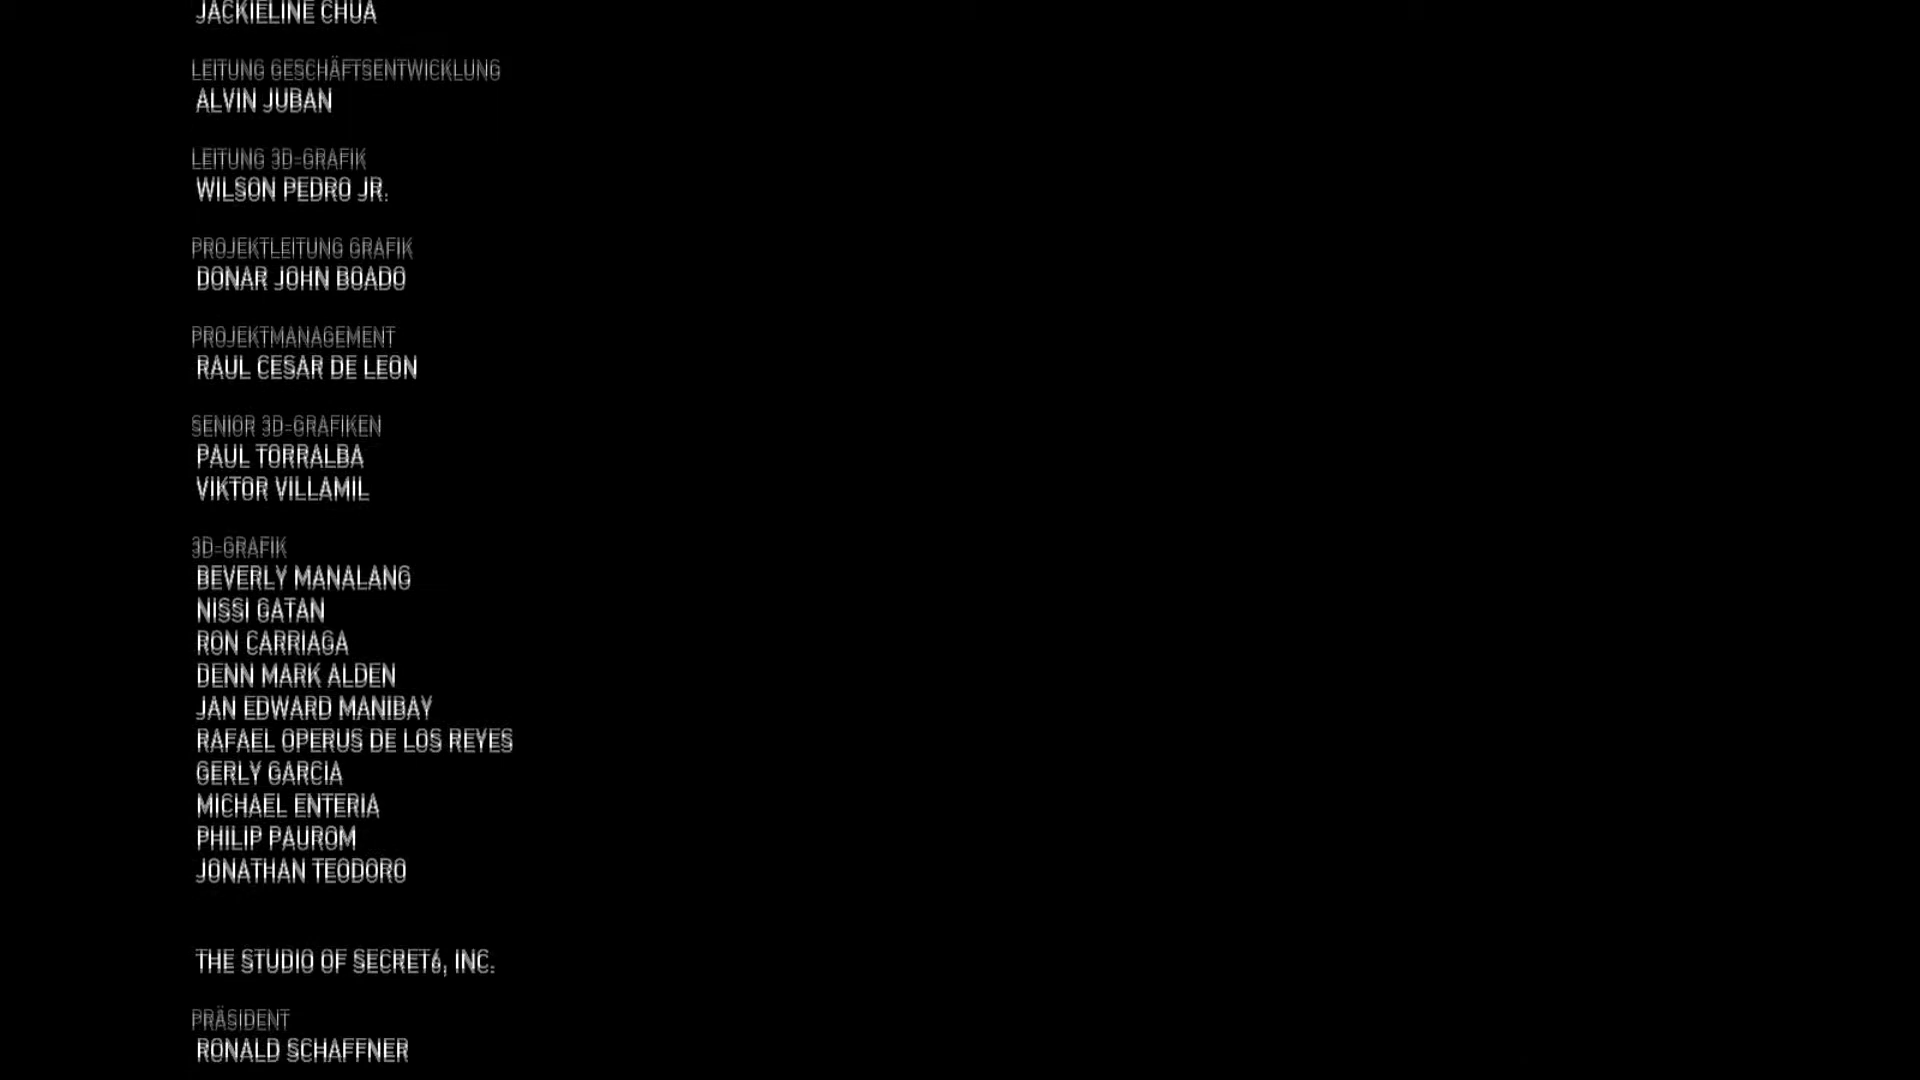 JACKIELINE CHUA
LEITUNG GESCHÄFTSENTWICKLUNG
ALVIN JUBAN
LEITUNG 3D-GRAFIK
WILSON PEDRO JR.
PROJEKTLEITUNG GRAFIK
DONAR JOHN BOADO
PROJEKTMANAGEMENT
RAUL CESAR DE LEON
SENIOR 3D-GRAFIKEN
PAUL TORRALBA
VIKTOR VILLAMIL
3D-GRAFIK
BEVERLY MANALANG
NISSI GATAN
RON CARRIAGA
DENN MARK ALDEN
JAN EDWARD MANIBAY
RAFAEL OPERUS DE LOS REYES
GERLY GARCIA
MICHAEL ENTERIA
PHILIP PAUROM
JONATHAN TEODORO
THE STUDIO OF SECRET6, INC.
PRÄSIDENT
RONALD SCHAFFNER